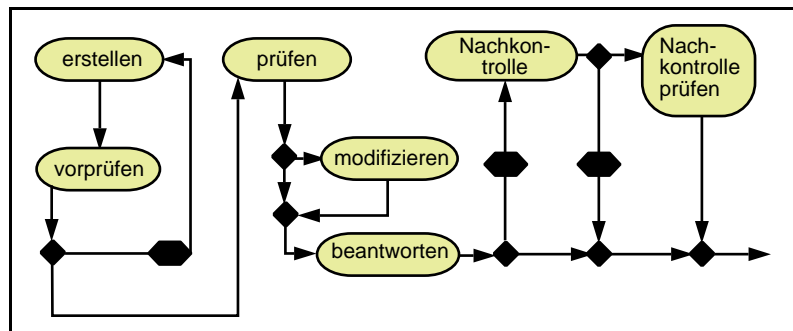 erstellen
prüfen
Nachkon-
trolle
Nach-
kontrolle
prüfen
vorprüfen
modifizieren
beantworten